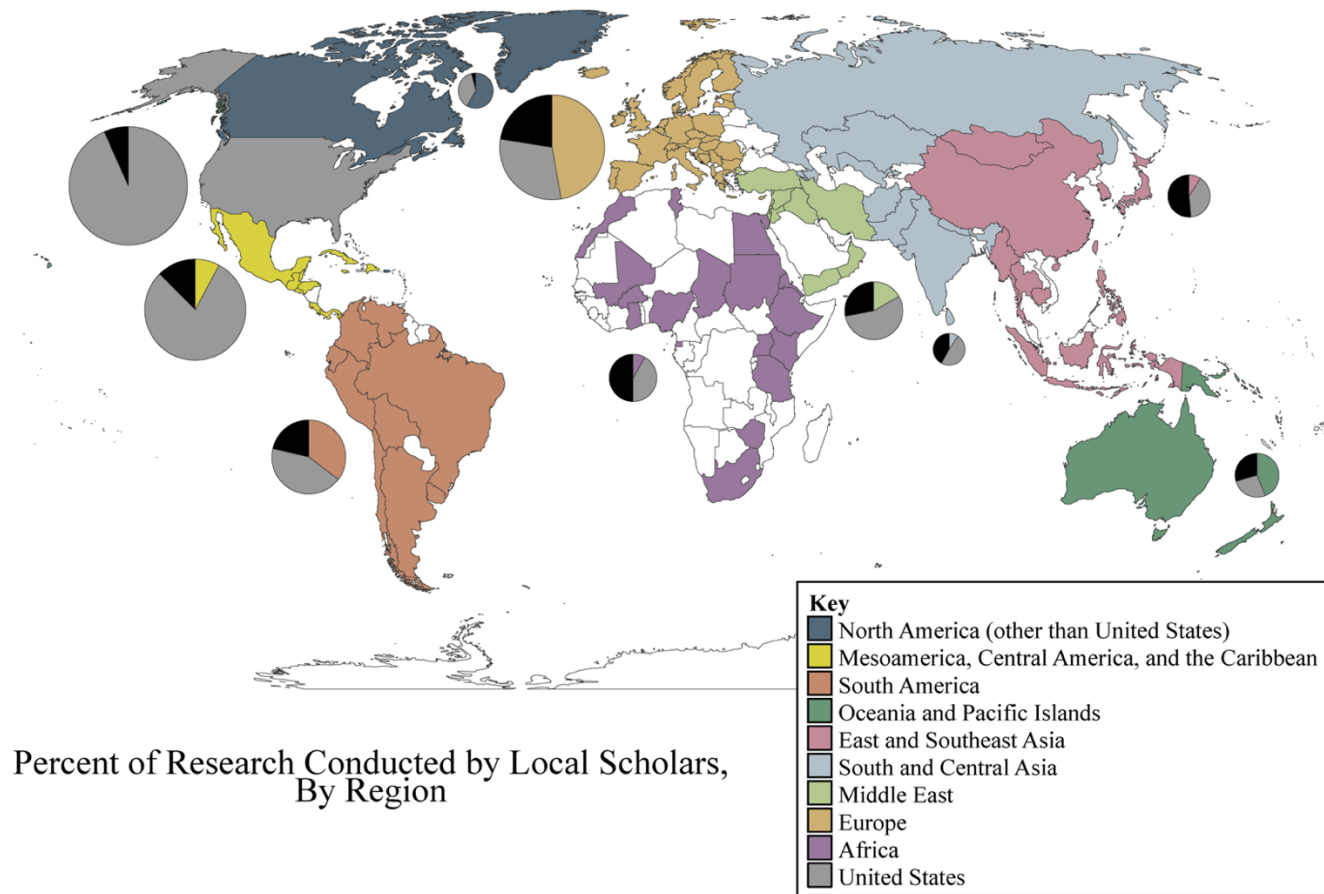 Key
North America (other than United States)
Mesoamerica, Central America, and the Caribbean
South America
Oceania and Pacific Islands
East and Southeast Asia
South and Central Asia
Middle East
Europe
Africa
United States
Percent of Research Conducted by Local Scholars,
By Region